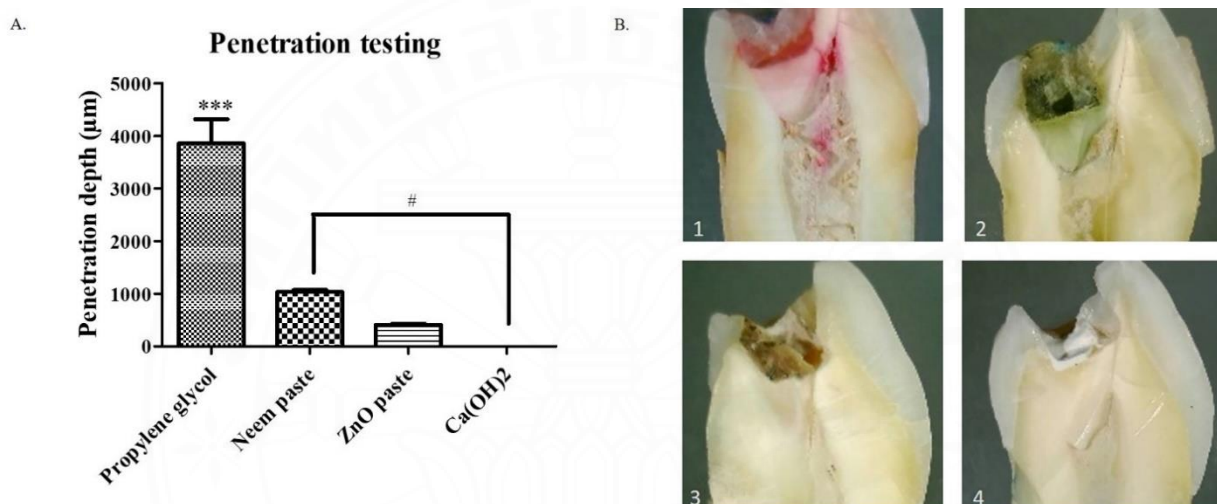 A.
Penetration testing
Penetration depth (µm)
5000
4000
3000
2000
1000
0
***
#
Propylene glycol
Neem paste
ZnO paste
Ca(OH)2
B.
1
2
3
4